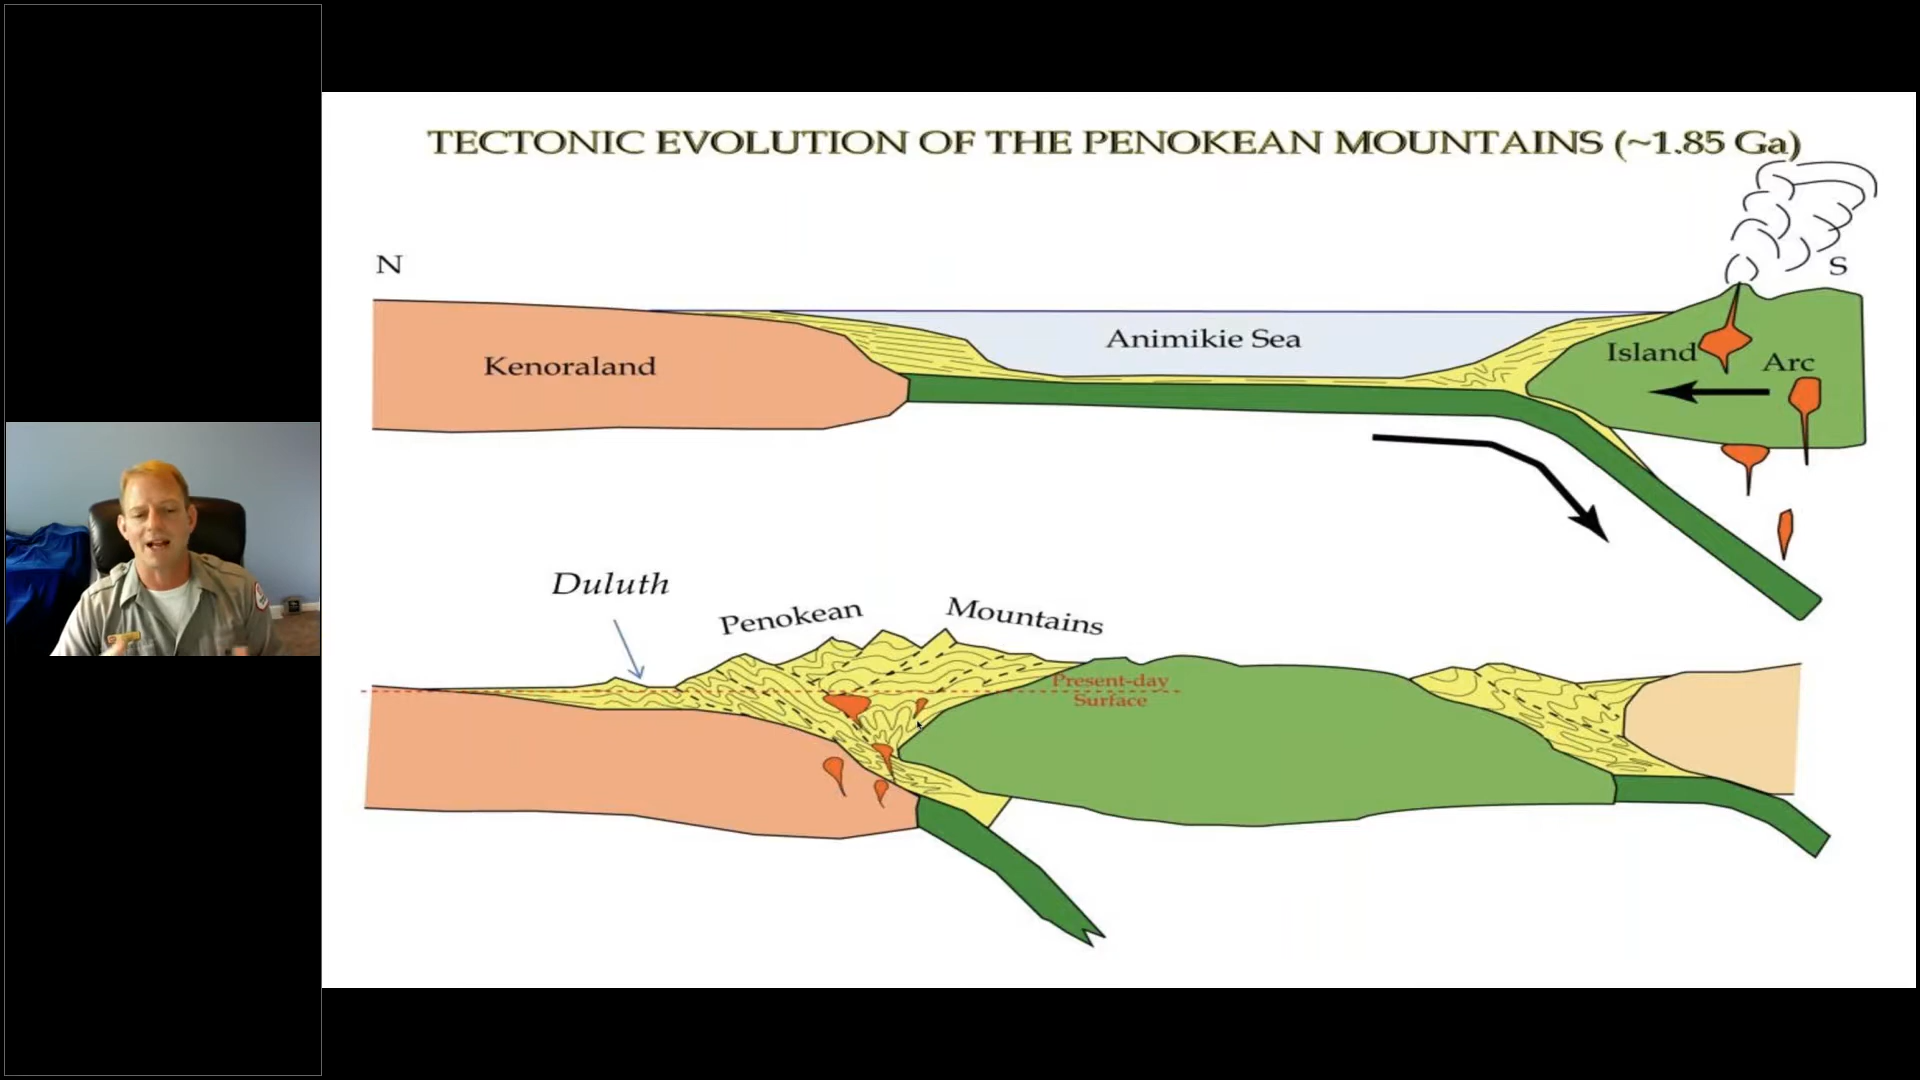 TECTONIC EVOLUTION OF THE PENOKEAN MOUNTAINS (~1.85 Ga)
N
S
Kenoraland
Animikie Sea
Island
Arc
Duluth
Penokean
Mountains
Present-day
Surface